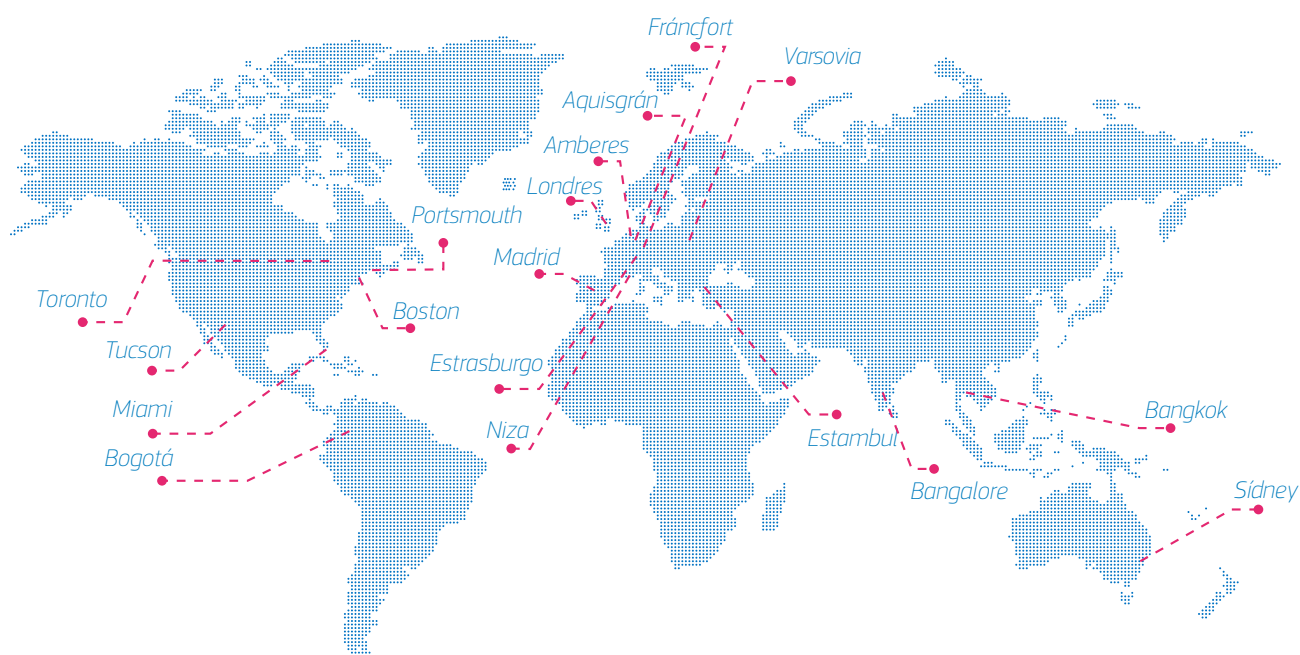 Fráncfort
Varsovia
Aquisgrán
Amberes
Londres
Portsmouth
Madrid
Toronto
Boston
Tucson
Estrasburgo
Miami
Bangkok
Niza
Estambul
Bogotá
Bangalore
Sídney